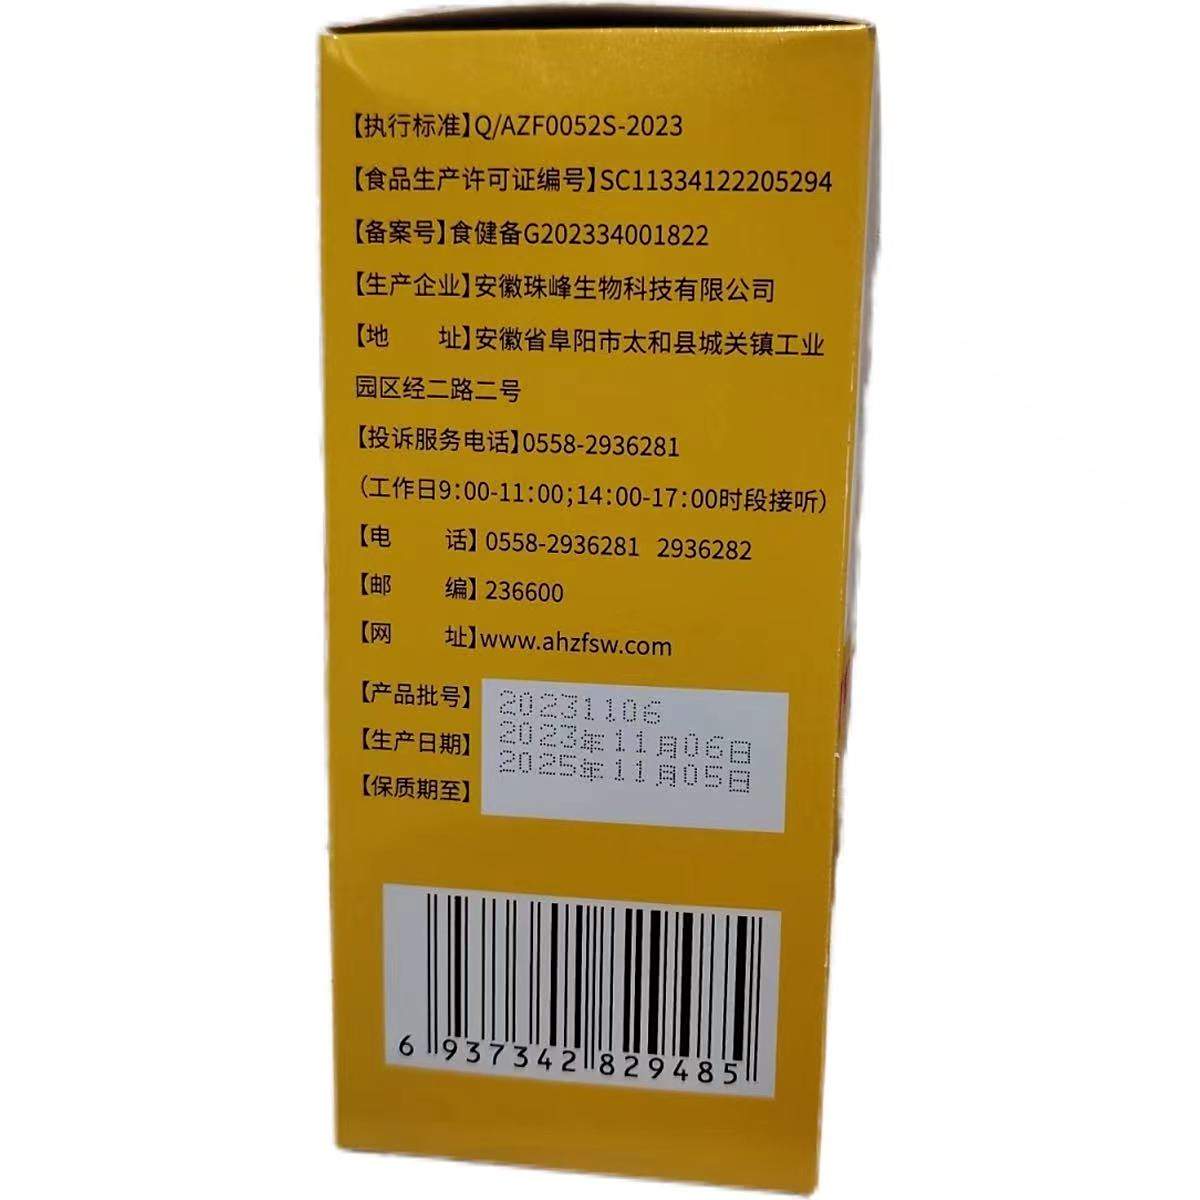 【执行标准】Q/AZF0052S-2023
【食品生产许可证编号】SC11334122205294
【备案号】食健备G202334001822
【生产企业】安徽珠峰生物科技有限公司
【地 址】安徽省阜阳市太和县城关镇工业
园区经二路二号
【投诉服务电话】0558-2936281
（工作日9:00-11:00;14:00-17:00时段接听）
【电 话】0558-2936281 2936282
【邮 编】236600
【网 址】www.ahzfsw.com
【产品批号】20231106
【生产日期】2023年11月06日
【保质期至】2025年11月05日
6 937342 829485